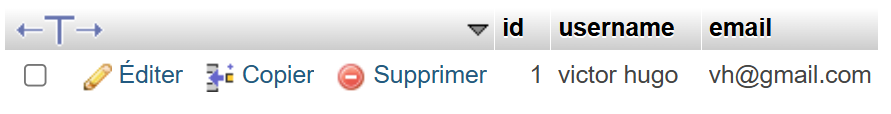 id username email
Éditer Copier Supprimer 1 victor hugo vh@gmail.com